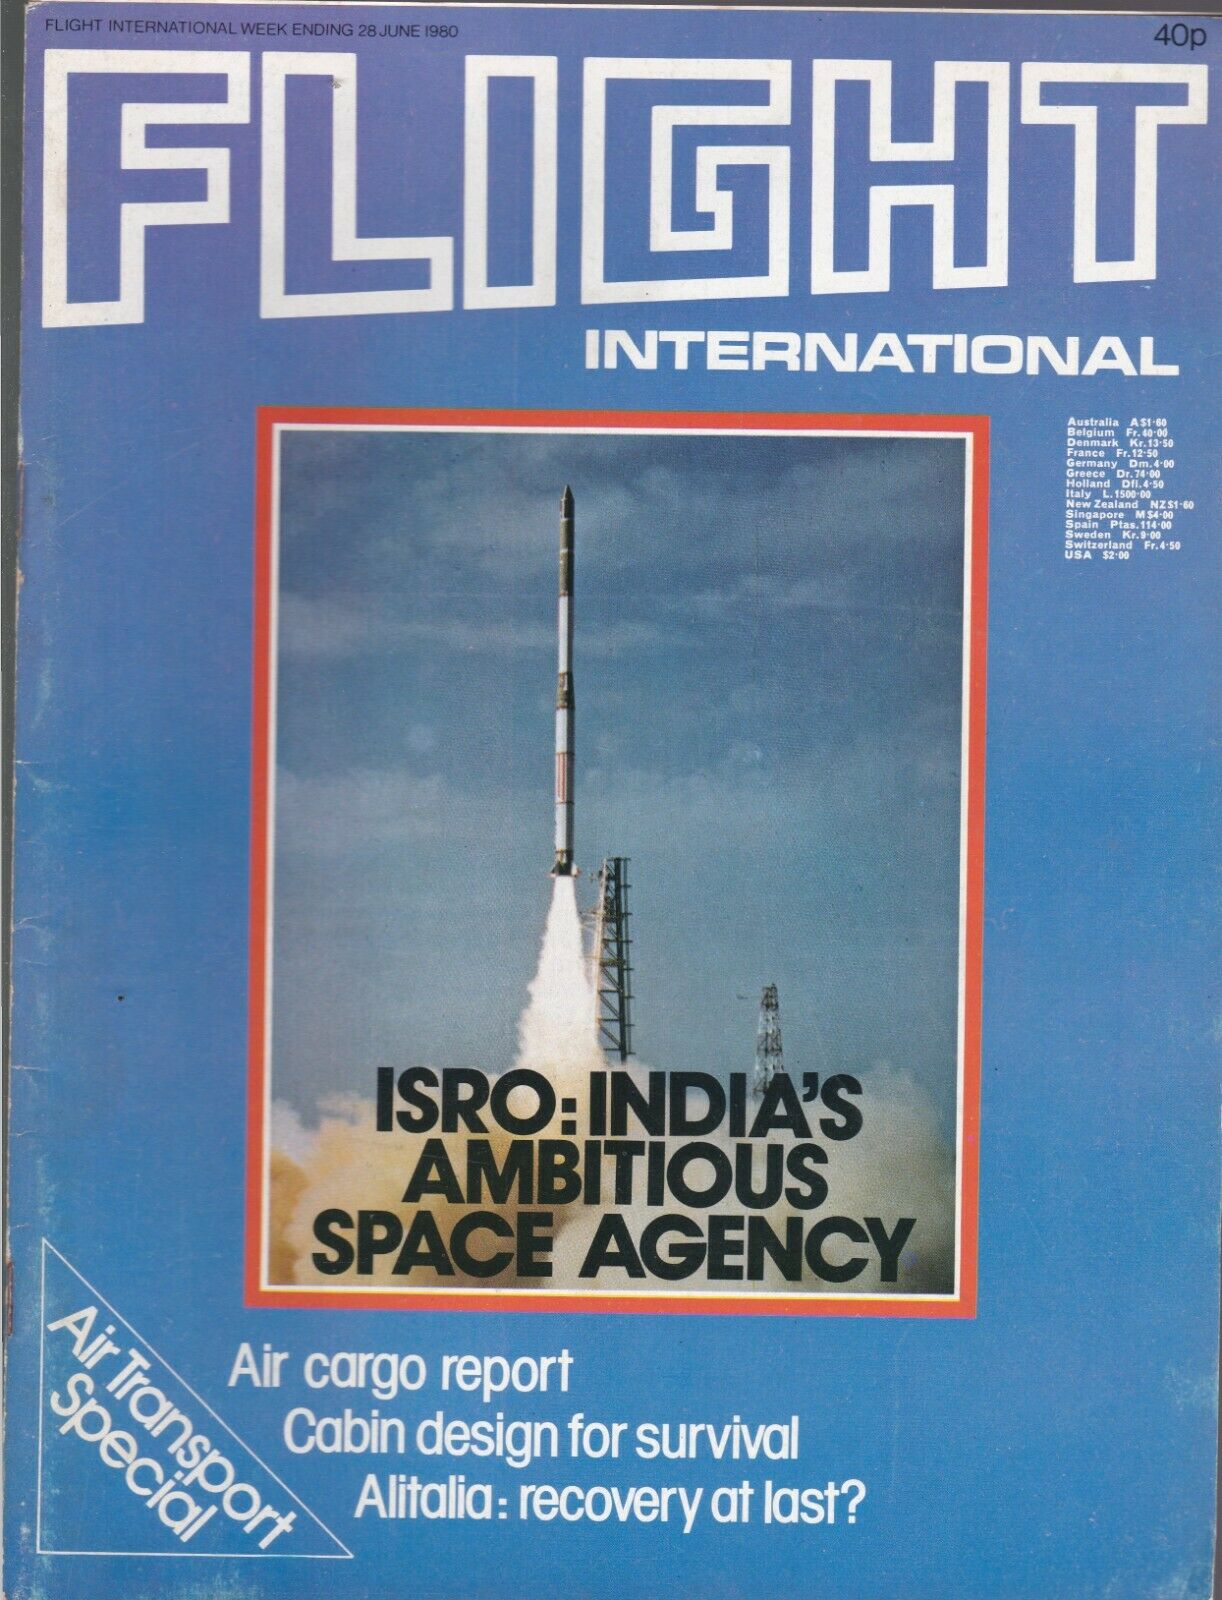 FLIGHT INTERNATIONAL WEEK ENDING 28 JUNE 1980
40p
FLIGHT
INTERNATIONAL
Australia A$1·60
Belgium Fr. 40·00
Denmark Kr. 13·50
France Fr. 12·50
Germany Dm. 4·00
Greece Dr. 74·00
Holland Dfl. 4·50
Italy L. 1500·00
New Zealand NZ$1·60
Singapore M$4·00
Spain Ptas. 114·00
Sweden Kr. 9·00
Switzerland Fr. 4·50
USA $2·00
ISRO: INDIA'S
AMBITIOUS
SPACE AGENCY
Air Transport
Special
Air cargo report
Cabin design for survival
Alitalia: recovery at last?